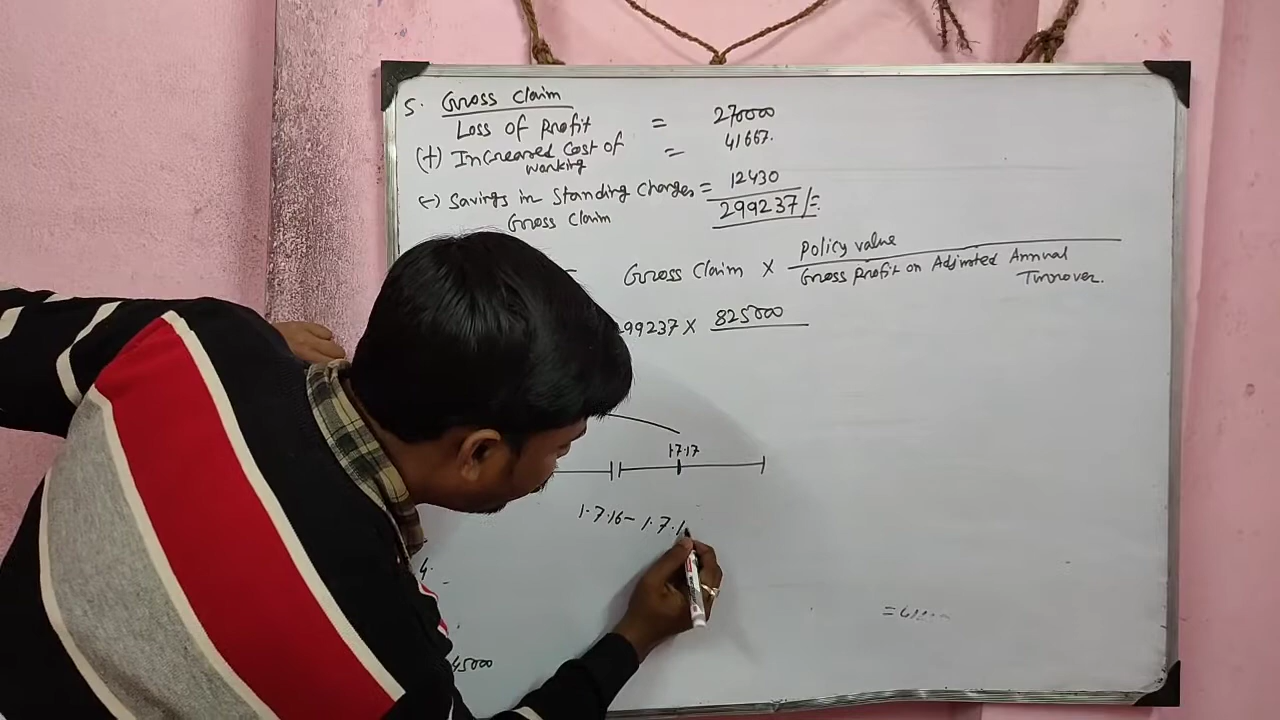 5. Gross Claim
Loss of Profit = 270000
(+) Increared Cost of working = 41667.
(-) Savings in Standing Charges = 12430
Gross Claim 299237/=
Gross Claim X Policy value
Gross Profit on Adjusted Annual Turnover.
99237 X 825000
1.7.17
1.7.16 - 1.7.1
4.
45000